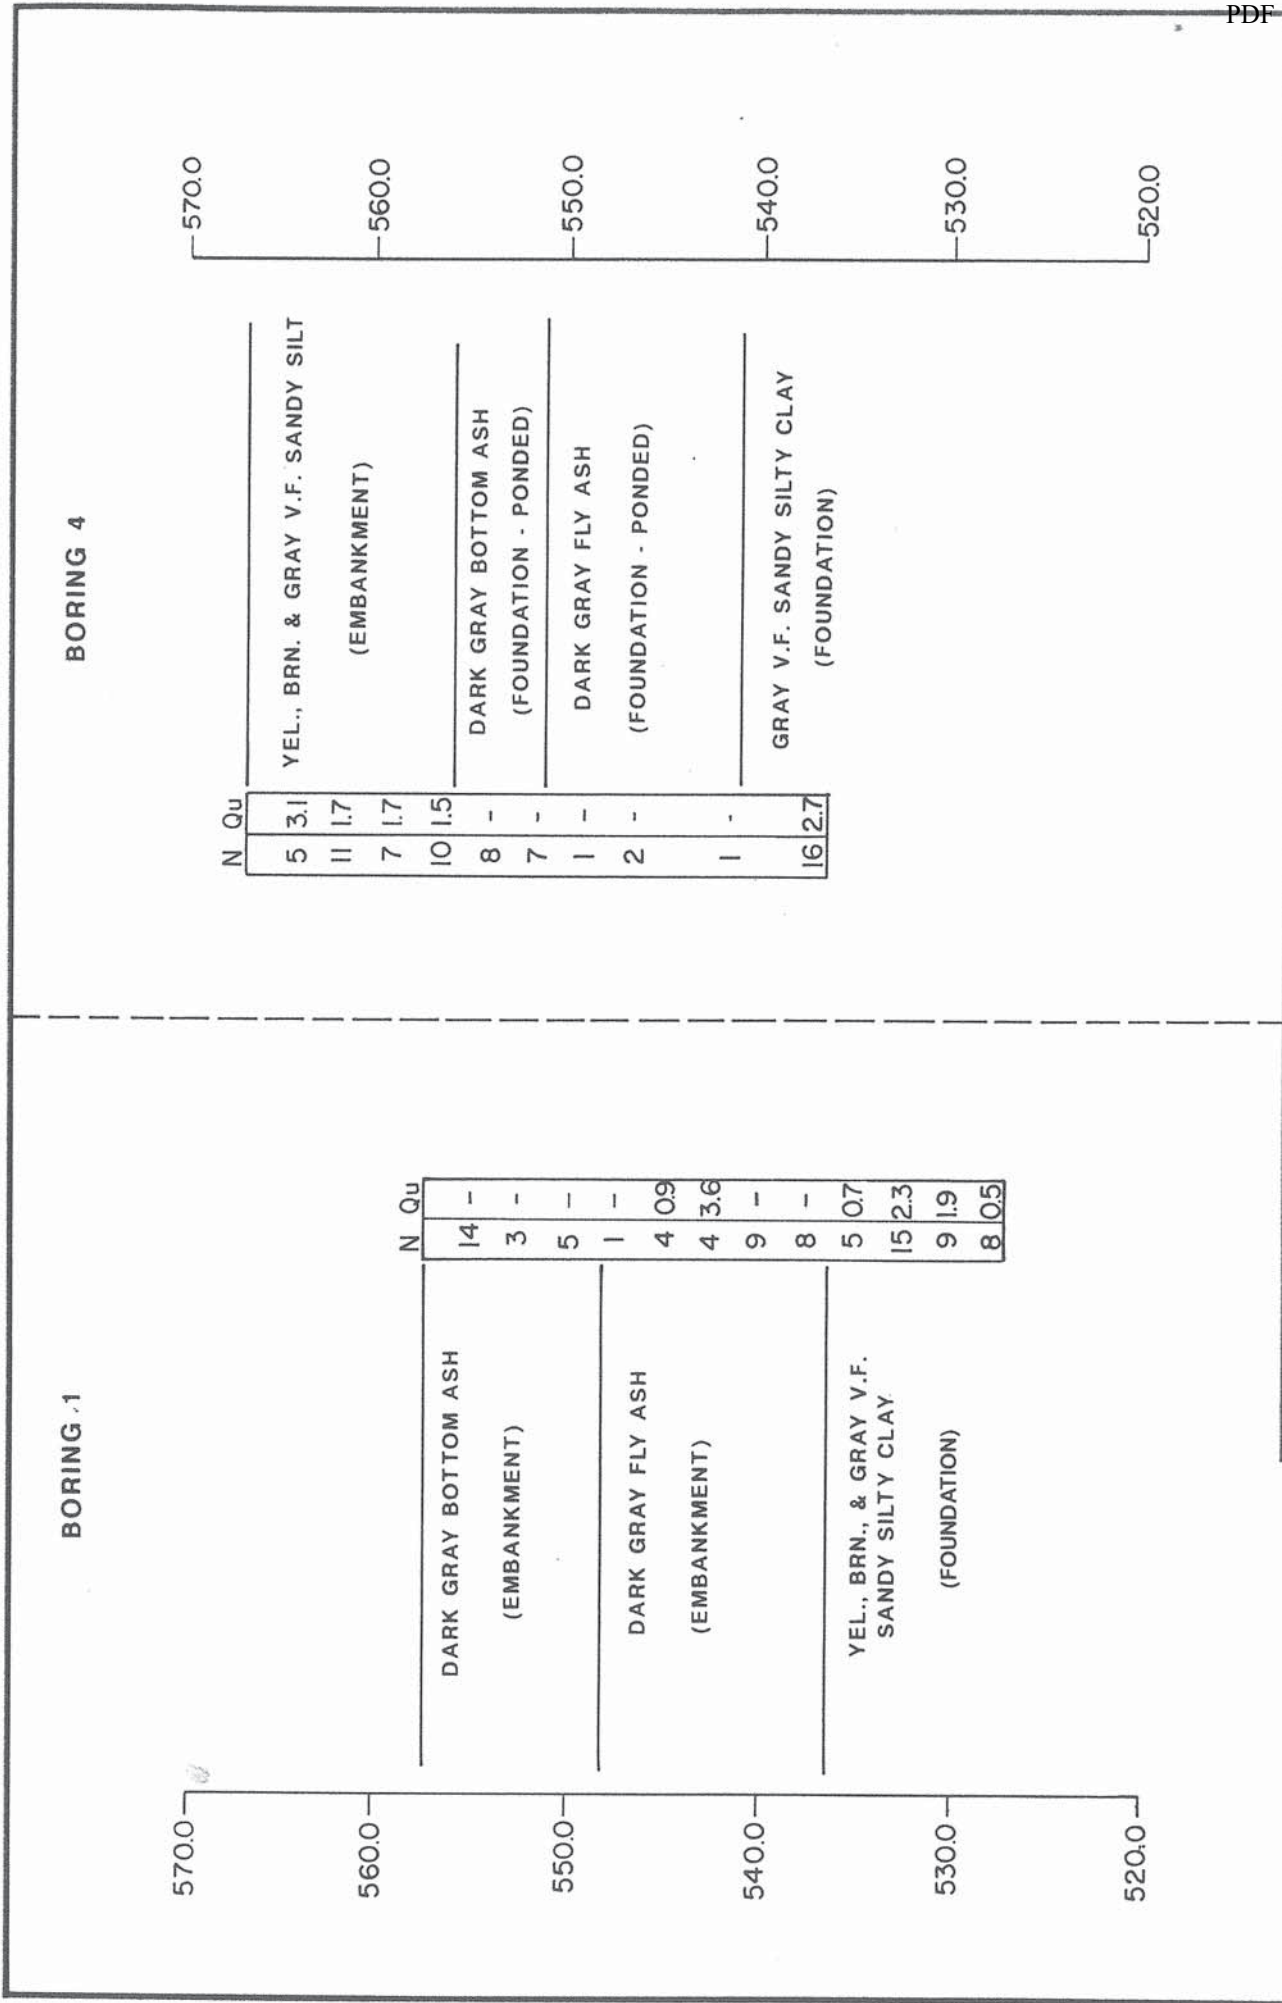 PDF
BORING 1
570.0
560.0
550.0
540.0
530.0
520.0
DARK GRAY BOTTOM ASH
(EMBANKMENT)
DARK GRAY FLY ASH
(EMBANKMENT)
YEL., BRN., & GRAY V.F.
SANDY SILTY CLAY
(FOUNDATION)
N Qu
14 –
3 –
5 –
1 –
4 0.9
4 3.6
9 –
8 –
5 0.7
15 2.3
9 1.9
8 0.5
BORING 4
N Qu
5 3.1
11 1.7
7 1.7
10 1.5
8 –
7 –
1 –
2 –
1 -
16 2.7
YEL., BRN. & GRAY V.F. SANDY SILT
(EMBANKMENT)
DARK GRAY BOTTOM ASH
(FOUNDATION - PONDED)
DARK GRAY FLY ASH
(FOUNDATION - PONDED)
GRAY V.F. SANDY SILTY CLAY
(FOUNDATION)
570.0
560.0
550.0
540.0
530.0
520.0